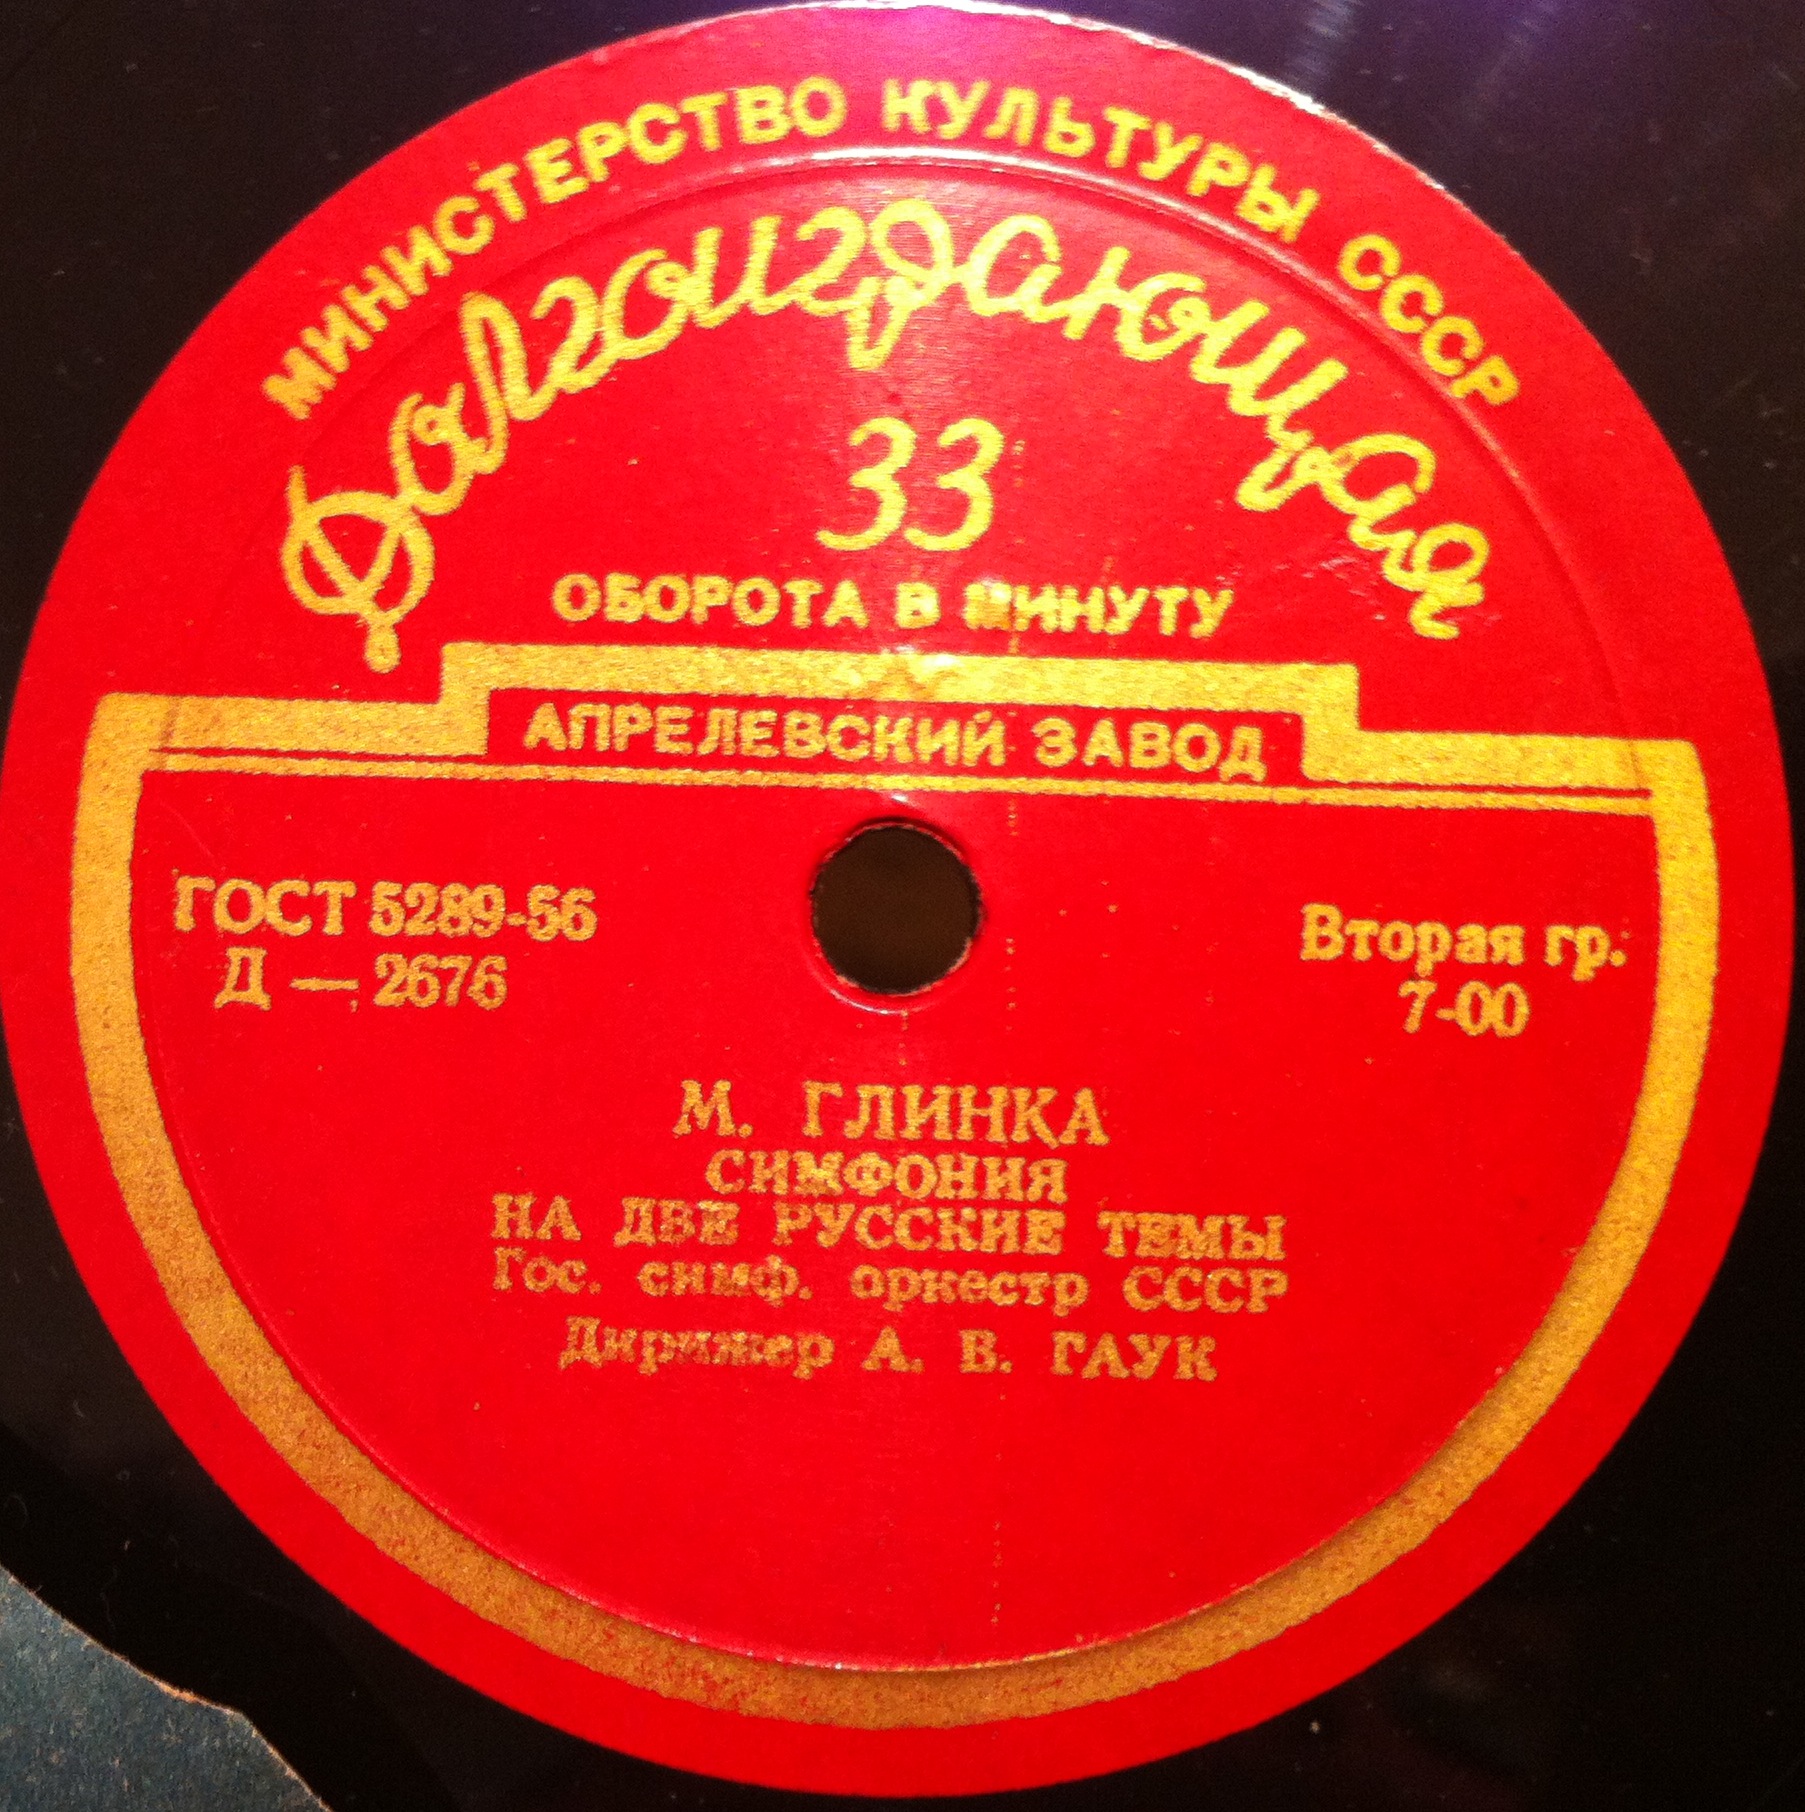 МИНИСТЕРСТВО КУЛЬТУРЫ СССР
Долгоиграющая
33
ОБОРОТА В МИНУТУ
АПРЕЛЕВСКИЙ ЗАВОД
ГОСТ 5289-56
Д — 2676
Вторая гр.
7-00
М. ГЛИНКА
СИМФОНИЯ
НА ДВЕ РУССКИЕ ТЕМЫ
Гос. симф. оркестр СССР
Дирижер А. В. ГАУК